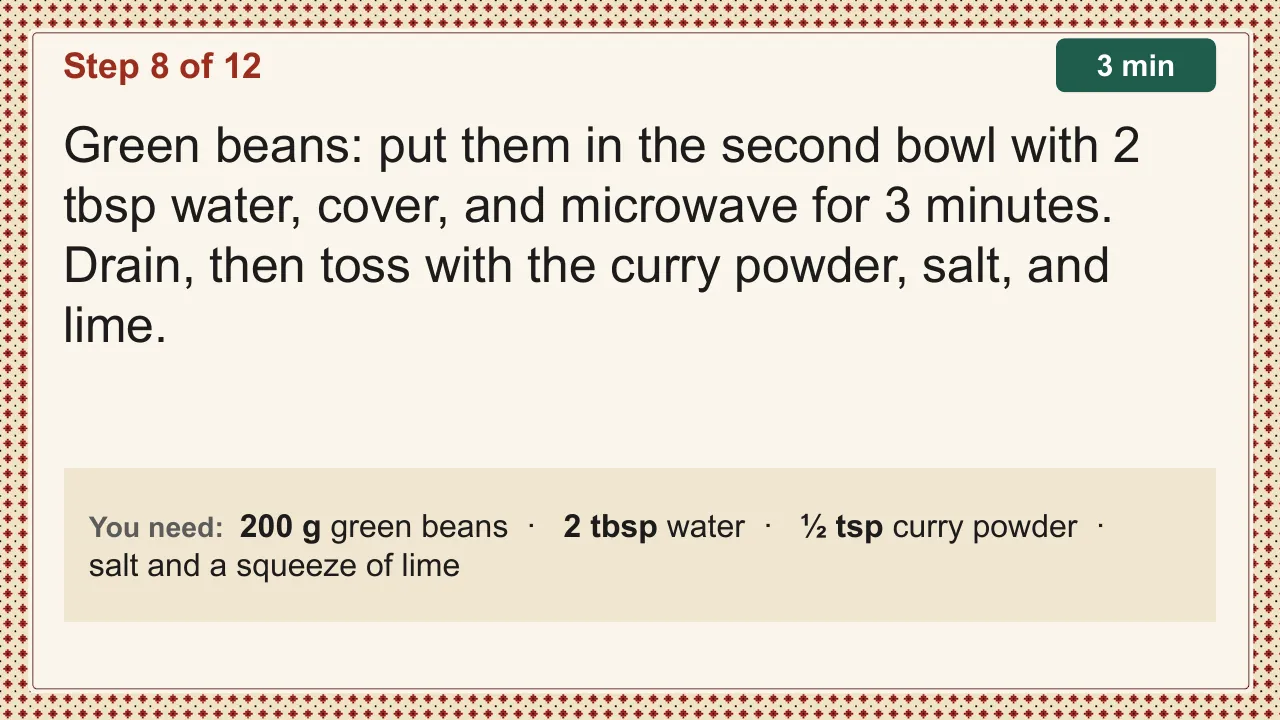 Step 8 of 12
3 min
Green beans: put them in the second bowl with 2
tbsp water, cover, and microwave for 3 minutes.
Drain, then toss with the curry powder, salt, and
lime.
You need: 200 g green beans · 2 tbsp water · ½ tsp curry powder ·
salt and a squeeze of lime